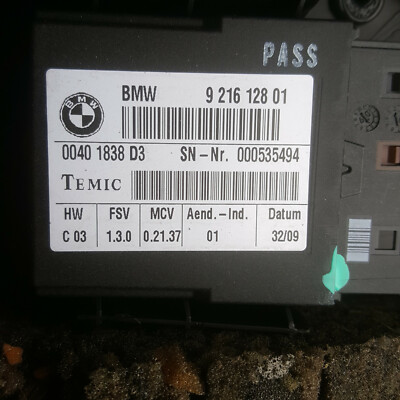 PASS
BMW 9 216 128 01
BMW
0040 1838 D3 SN-Nr. 000535494
TEMIC
HW FSV MCV Aend.-Ind. Datum
C 03 1.3.0 0.21.37 01 32/09